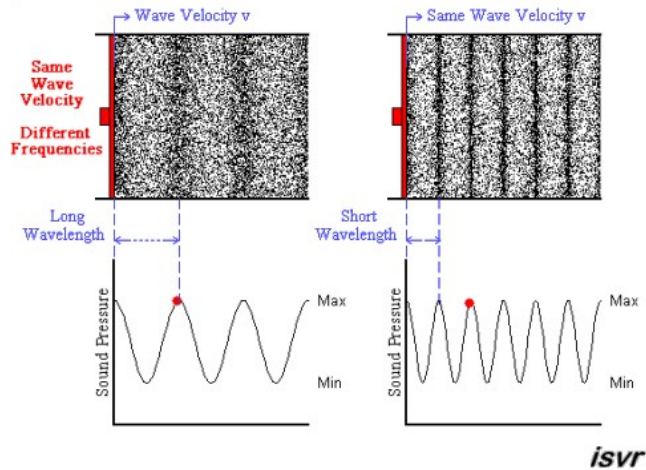 Wave Velocity v
Same Wave Velocity v
Same
Wave
Velocity
Different
Frequencies
Long
Wavelength
Short
Wavelength
Sound Pressure
Max
Min
Sound Pressure
Max
Min
isvr